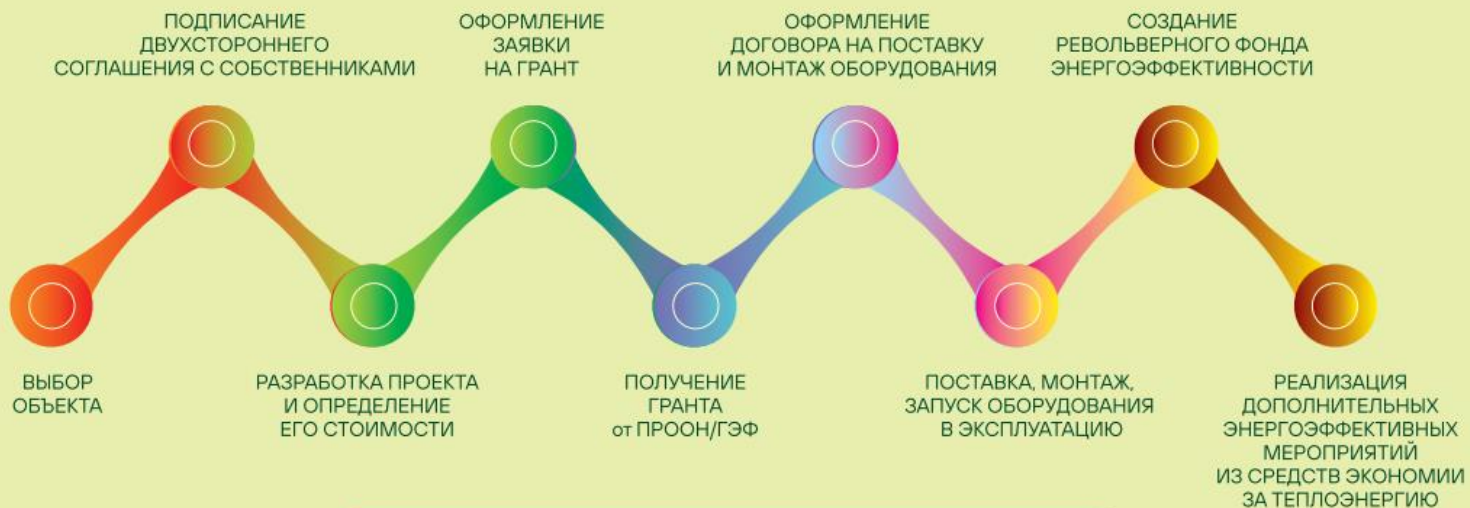 ПОДПИСАНИЕ
ДВУХСТОРОННЕГО
СОГЛАШЕНИЯ С СОБСТВЕННИКАМИ
ОФОРМЛЕНИЕ
ЗАЯВКИ
НА ГРАНТ
ОФОРМЛЕНИЕ
ДОГОВОРА НА ПОСТАВКУ
И МОНТАЖ ОБОРУДОВАНИЯ
СОЗДАНИЕ
РЕВОЛЬВЕРНОГО ФОНДА
ЭНЕРГОЭФФЕКТИВНОСТИ
ВЫБОР
ОБЪЕКТА
РАЗРАБОТКА ПРОЕКТА
И ОПРЕДЕЛЕНИЕ
ЕГО СТОИМОСТИ
ПОЛУЧЕНИЕ
ГРАНТА
от ПРООН/ГЭФ
ПОСТАВКА, МОНТАЖ,
ЗАПУСК ОБОРУДОВАНИЯ
В ЭКСПЛУАТАЦИЮ
РЕАЛИЗАЦИЯ
ДОПОЛНИТЕЛЬНЫХ
ЭНЕРГОЭФФЕКТИВНЫХ
МЕРОПРИЯТИЙ
ИЗ СРЕДСТВ ЭКОНОМИИ
ЗА ТЕПЛОЭНЕРГИЮ